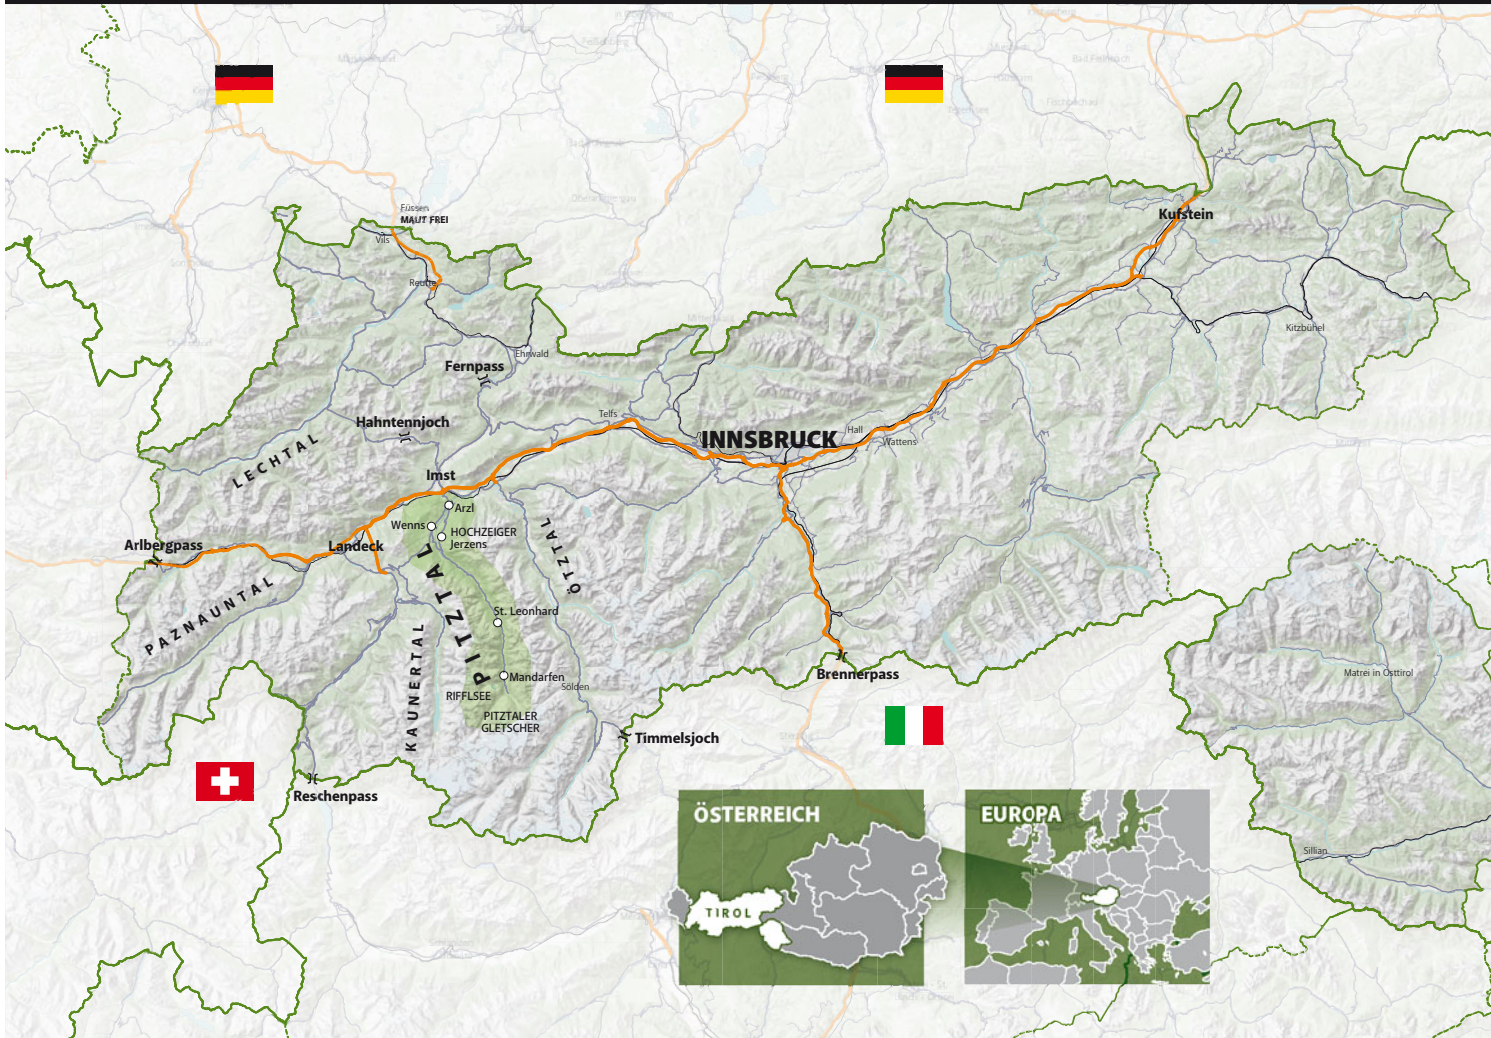 Füssen
MAUT FREI
Vils
Reutte
Kufstein
Kitzbühel
Ehrwald
Fernpass
Hahntennjoch
Telfs
INNSBRUCK
Hall
Wattens
LECHTAL
Imst
Arzl
Wenns
HOCHZEIGER
Jerzens
ÖTZTAL
Arlbergpass
Landeck
PAZNAUNTAL
PITZTAL
St. Leonhard
KAUNERTAL
Mandarfen
RIFFLSEE
Sölden
PITZTALER
GLETSCHER
Brennerpass
Matrei in Osttirol
Timmelsjoch
Reschenpass
ÖSTERREICH
TIROL
EUROPA
Sillian